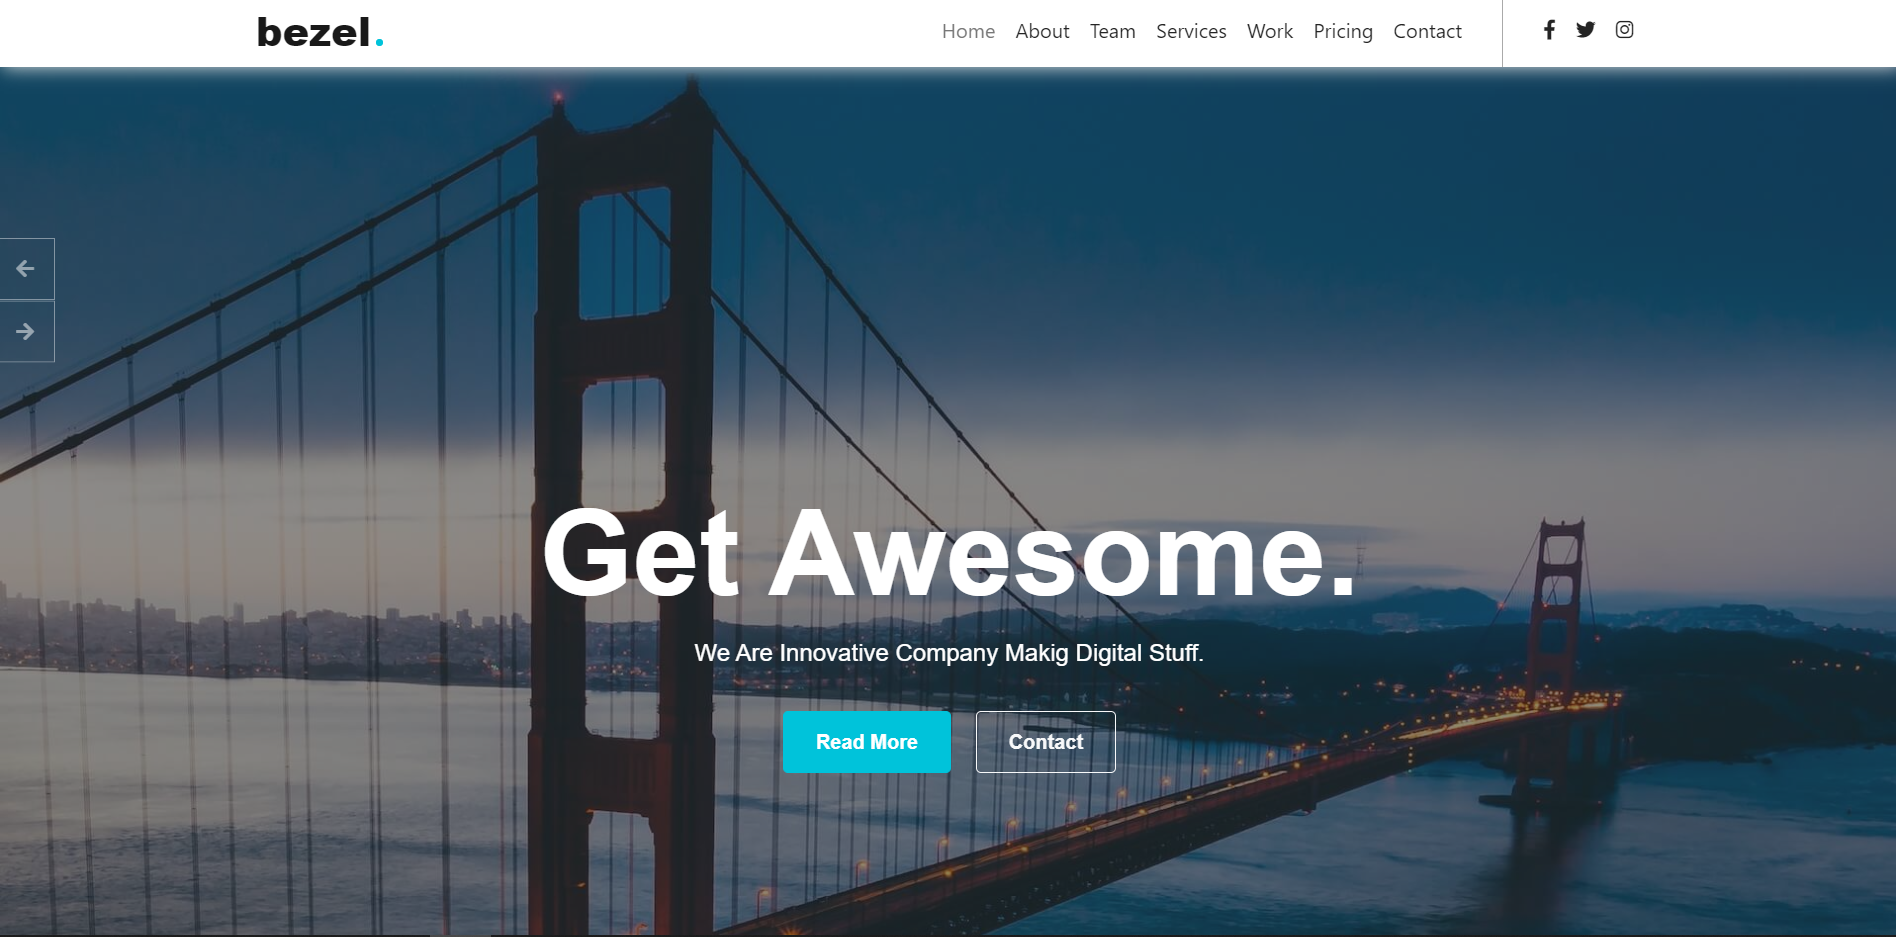 bezel.
Home About Team Services Work Pricing Contact
Get Awesome.
We Are Innovative Company Makig Digital Stuff.
Read More
Contact